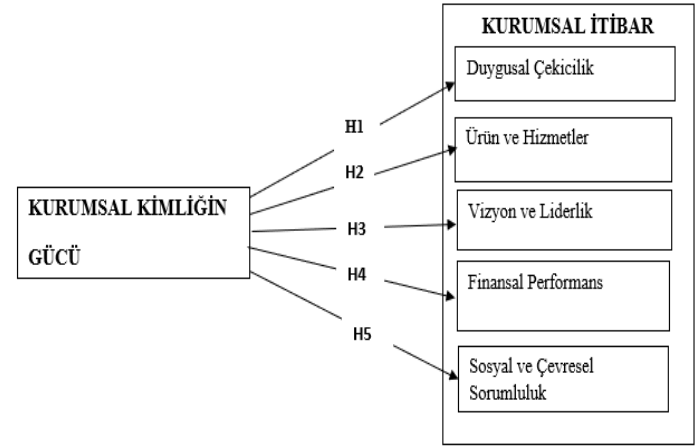 KURUMSAL İTİBAR
Duygusal Çekicilik
H1
Ürün ve Hizmetler
H2
KURUMSAL KİMLİĞİN
GÜCÜ
Vizyon ve Liderlik
H3
H4
Finansal Performans
H5
Sosyal ve Çevresel
Sorumluluk